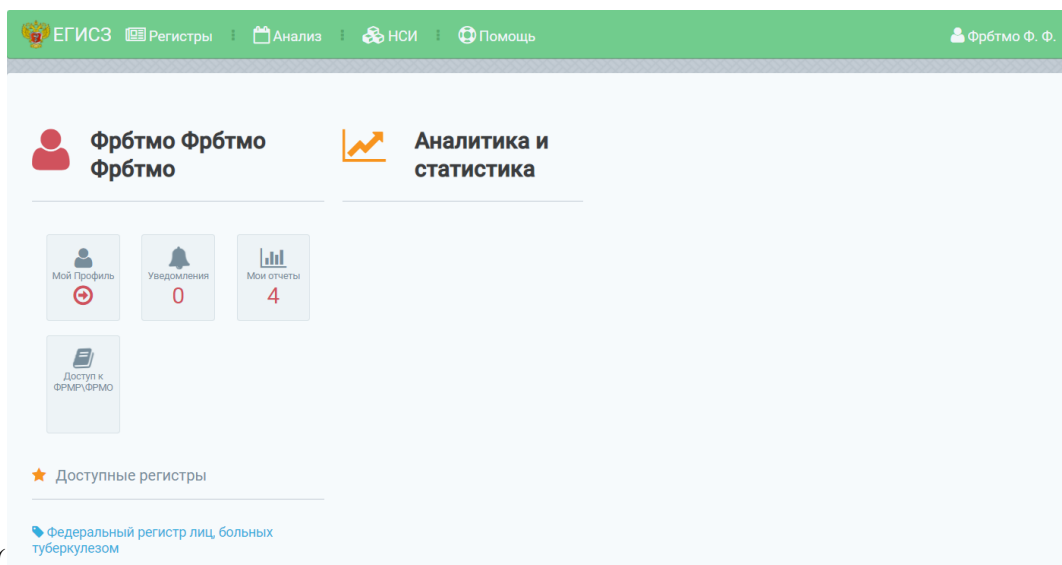 ЕГИСЗ Регистры Анализ НСИ Помощь Фрбтмо Ф. Ф.
Фрбтмо Фрбтмо
Фрбтмо
Аналитика и
статистика
Мой Профиль
Уведомления
0
Мои отчеты
4
Доступ к
ФРМР\ФРМО
Доступные регистры
Федеральный регистр лиц, больных
туберкулезом